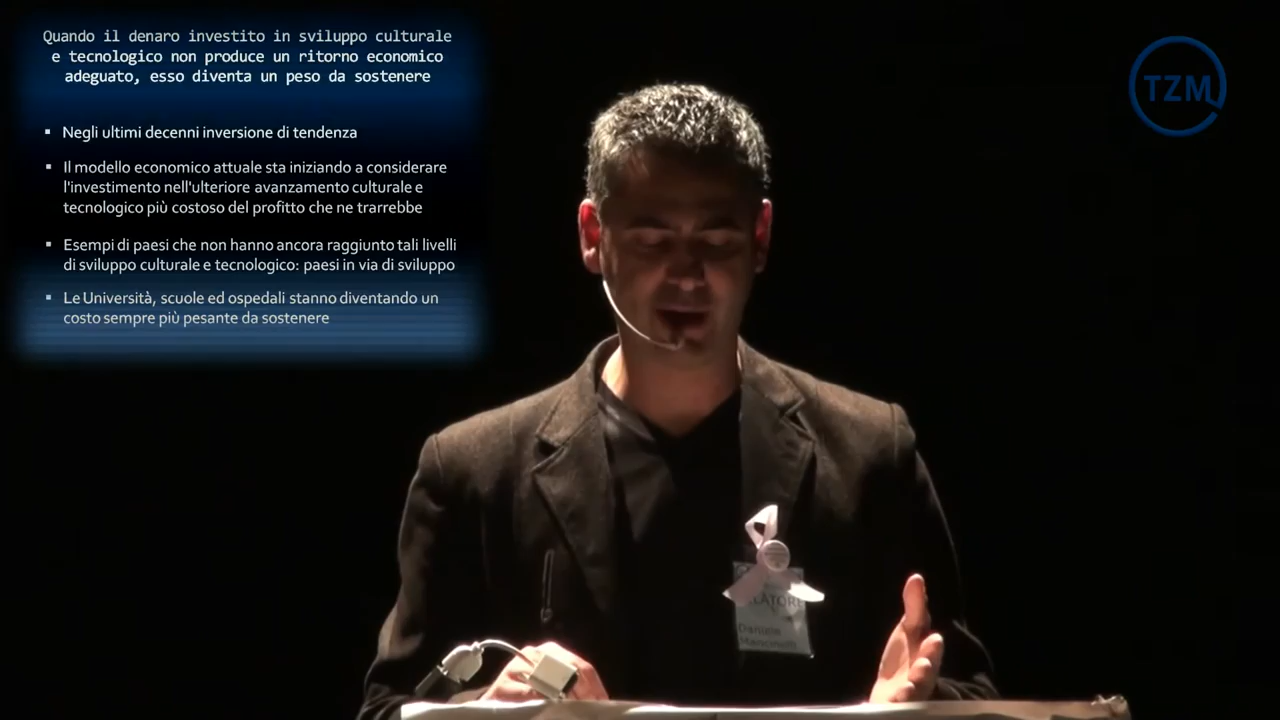 Quando il denaro investito in sviluppo culturale
e tecnologico non produce un ritorno economico
adeguato, esso diventa un peso da sostenere
▪ Negli ultimi decenni inversione di tendenza
▪ Il modello economico attuale sta iniziando a considerare
l'investimento nell'ulteriore avanzamento culturale e
tecnologico più costoso del profitto che ne trarrebbe
▪ Esempi di paesi che non hanno ancora raggiunto tali livelli
di sviluppo culturale e tecnologico: paesi in via di sviluppo
▪ Le Università, scuole ed ospedali stanno diventando un
costo sempre più pesante da sostenere
TZM
Daniele